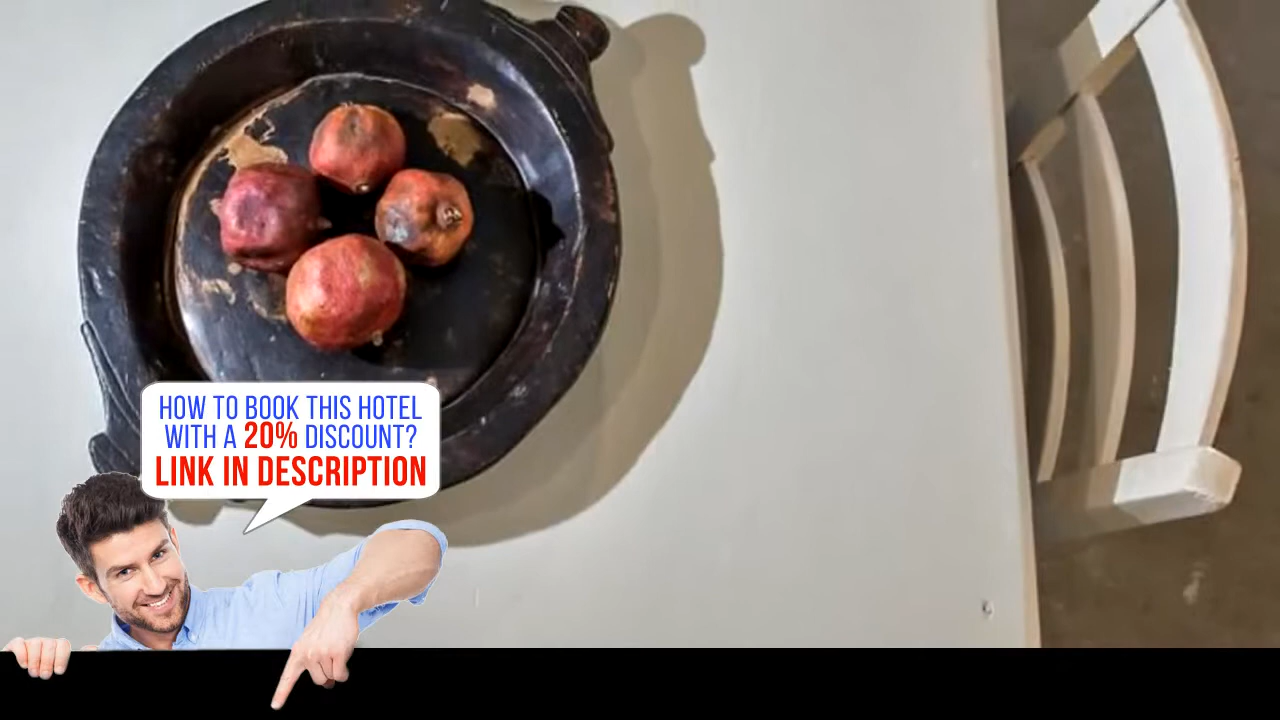 HOW TO BOOK THIS HOTEL
WITH A 20% DISCOUNT?
LINK IN DESCRIPTION